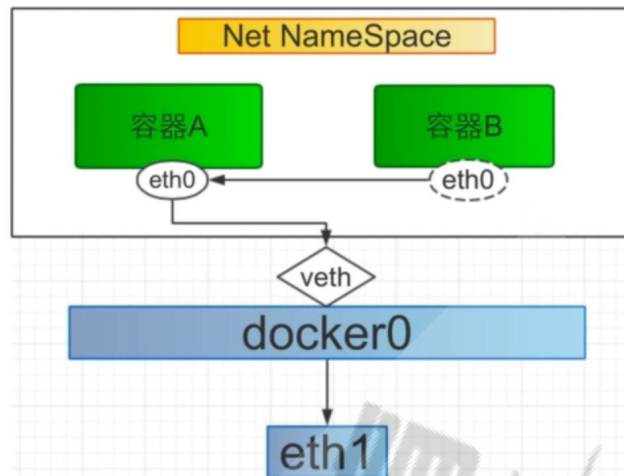 Net NameSpace
容器A
容器B
eth0
eth0
veth
docker0
eth1